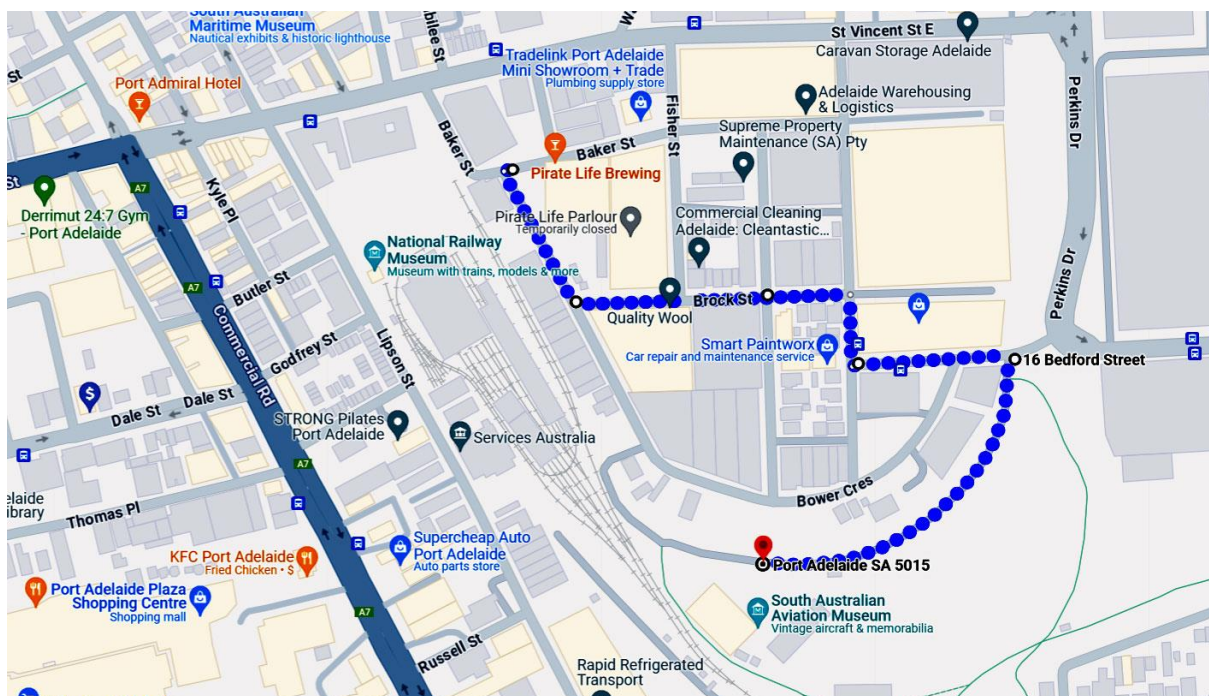 South Australian
Maritime Museum
Nautical exhibits & historic lighthouse
St Vincent St E
Caravan Storage Adelaide
Tradelink Port Adelaide
Mini Showroom + Trade
Plumbing supply store
Port Admiral Hotel
Adelaide Warehousing
& Logistics
Perkins Dr
Fisher St
Supreme Property
Maintenance (SA) Pty
Baker St
Baker St
Pirate Life Brewing
St
A7
Kyle Pl
Derrimut 24:7 Gym
- Port Adelaide
Pirate Life Parlour
Temporarily closed
Commercial Cleaning
Adelaide: Cleantastic...
National Railway
Museum
Museum with trains, models & more
Butler St
A7
Perkins Dr
Brock St
Quality Wool
Commercial Rd
Godfrey St
Lipson St
Smart Paintworx
Car repair and maintenance service
16 Bedford Street
$
Dale St
Dale St
STRONG Pilates
Port Adelaide
Services Australia
A7
Bower Cres
Library
Thomas Pl
KFC Port Adelaide
Fried Chicken • $
Supercheap Auto
Port Adelaide
Auto parts store
Port Adelaide SA 5015
Port Adelaide Plaza
Shopping Centre
Shopping mall
A7
South Australian
Aviation Museum
Vintage aircraft & memorabilia
Russell St
Rapid Refrigerated
Transport